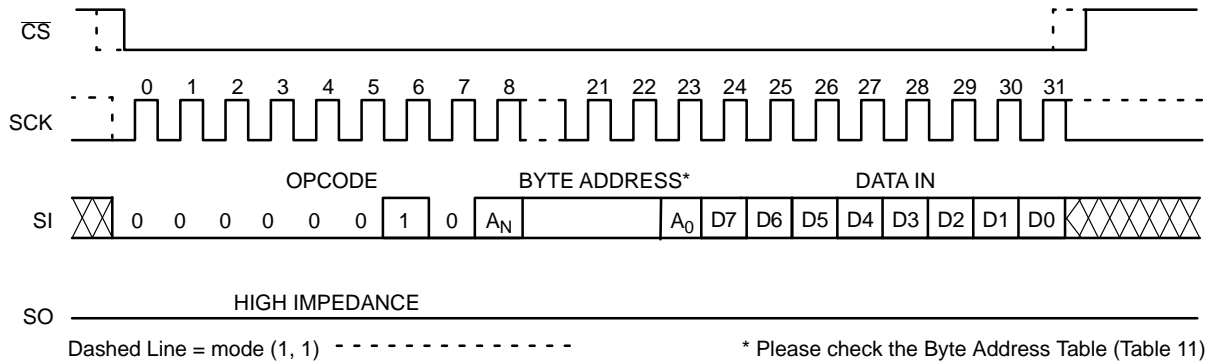 CS
0 1 2 3 4 5 6 7 8 21 22 23 24 25 26 27 28 29 30 31
SCK
OPCODE BYTE ADDRESS* DATA IN
SI 0 0 0 0 0 0 1 0 AN A0 D7 D6 D5 D4 D3 D2 D1 D0
HIGH IMPEDANCE
SO
Dashed Line = mode (1, 1) * Please check the Byte Address Table (Table 11)